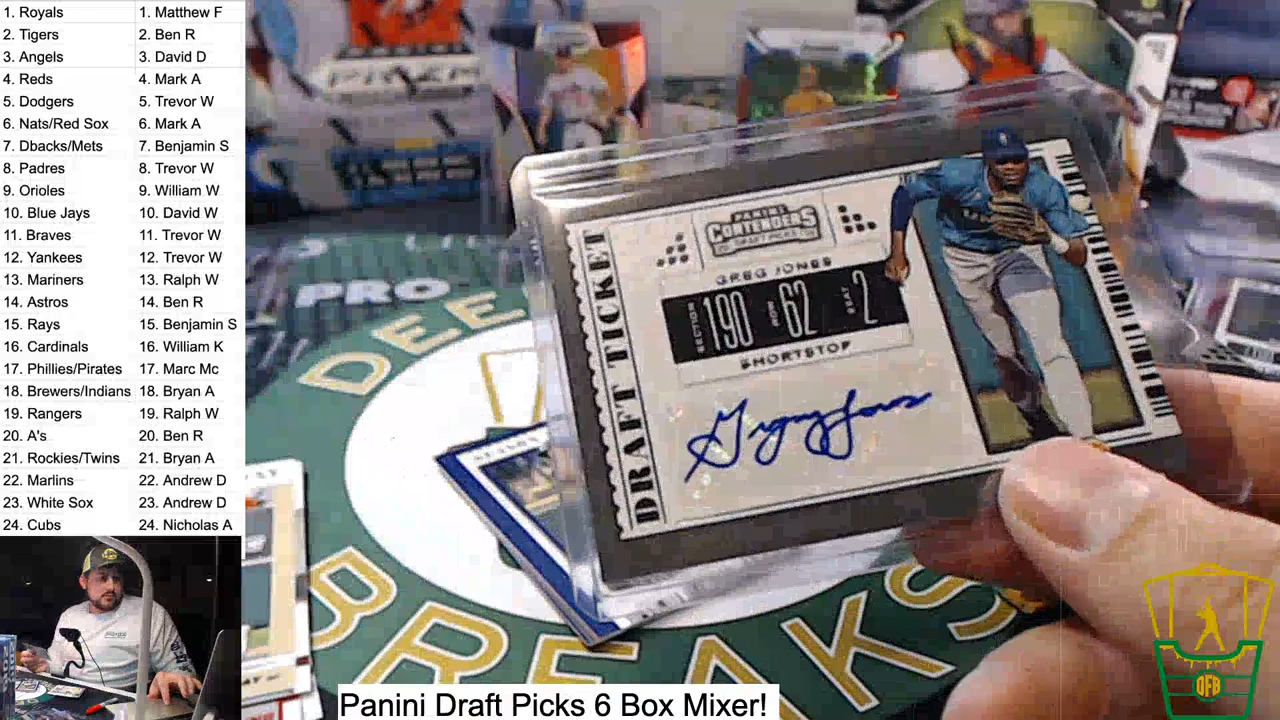 1. Royals 1. Matthew F
2. Tigers 2. Ben R
3. Angels 3. David D
4. Reds 4. Mark A
5. Dodgers 5. Trevor W
6. Nats/Red Sox 6. Mark A
7. Dbacks/Mets 7. Benjamin S
8. Padres 8. Trevor W
9. Orioles 9. William W
10. Blue Jays 10. David W
11. Braves 11. Trevor W
12. Yankees 12. Trevor W
13. Mariners 13. Ralph W
14. Astros 14. Ben R
15. Rays 15. Benjamin S
16. Cardinals 16. William K
17. Phillies/Pirates 17. Marc Mc
18. Brewers/Indians 18. Bryan A
19. Rangers 19. Ralph W
20. A's 20. Ben R
21. Rockies/Twins 21. Bryan A
22. Marlins 22. Andrew D
23. White Sox 23. Andrew D
24. Cubs 24. Nicholas A
PRIZM
PRO
DEE
BREAKS
DRAFT TICKET
PANINI
CONTENDERS
DRAFT PICKS
GREG JONES
SECTION 190 ROW 62 SEAT 2
SHORTSTOP
DFB
Panini Draft Picks 6 Box Mixer!